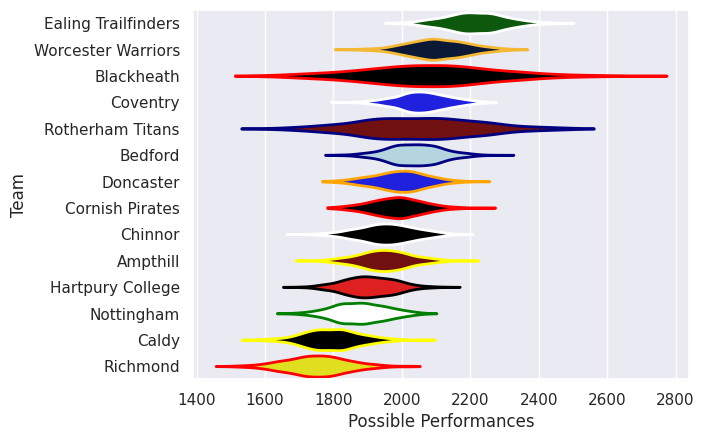 Ealing Trailfinders
Worcester Warriors
Blackheath
Coventry
Rotherham Titans
Bedford
Doncaster
Cornish Pirates
Chinnor
Ampthill
Hartpury College
Nottingham
Caldy
Richmond
Team
1400 1600 1800 2000 2200 2400 2600 2800
Possible Performances